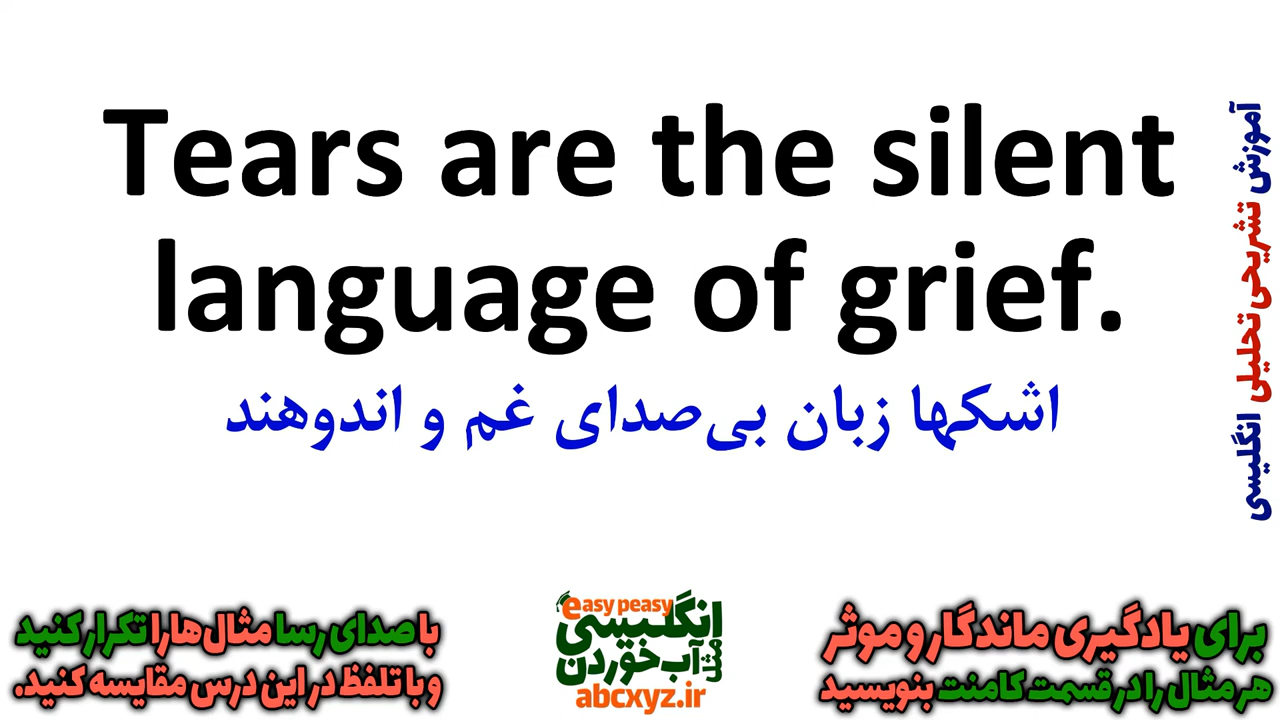 Tears are the silent
language of grief.
اشکها زبان بی‌صدای غم و اندوهند
آموزش تشریحی تحلیلی انگلیسی
برای یادگیری ماندگار و موثر
هر مثال را در قسمت کامنت بنویسید
easy peasy
انگلیسی
مثل
آب خوردن
abcxyz.ir
با صدای رسا مثال‌ها را تکرار کنید
و با تلفظ در این درس مقایسه کنید.